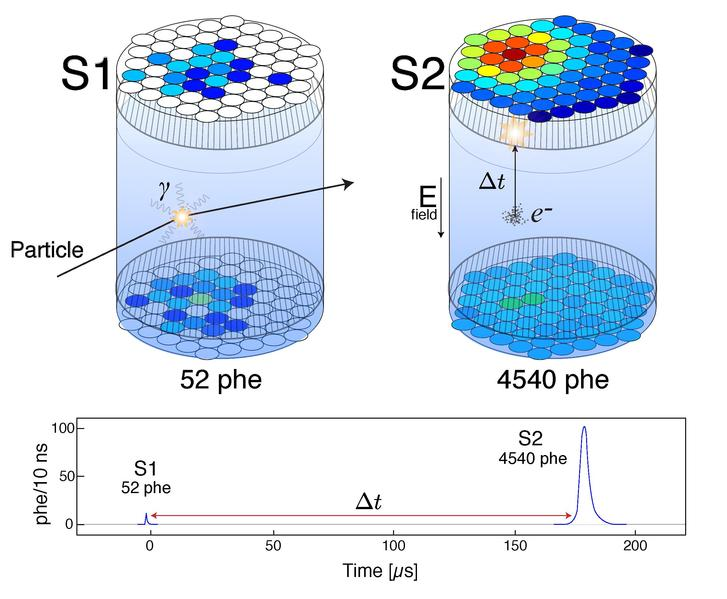 S1
S2
γ
Particle
Δt
E
field
e-
52 phe
4540 phe
phe/10 ns
100
50
0
S1
52 phe
Δt
S2
4540 phe
0
50
100
150
200
Time [µs]